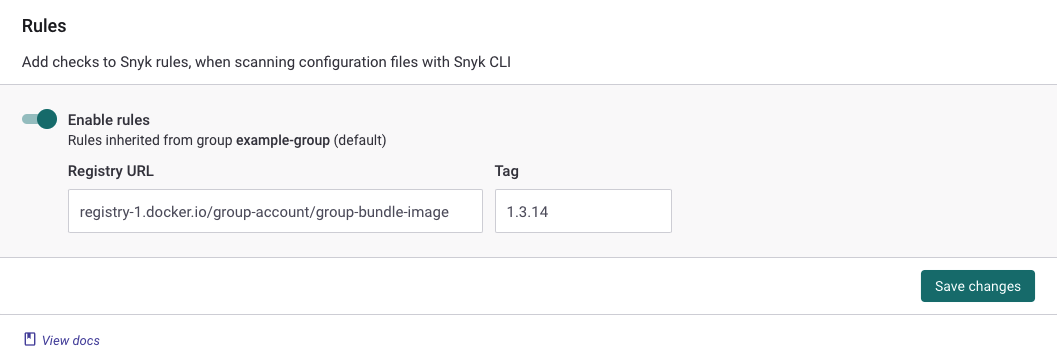 Rules
Add checks to Snyk rules, when scanning configuration files with Snyk CLI
Enable rules
Rules inherited from group example-group (default)
Registry URL
Tag
registry-1.docker.io/group-account/group-bundle-image
1.3.14
Save changes
View docs